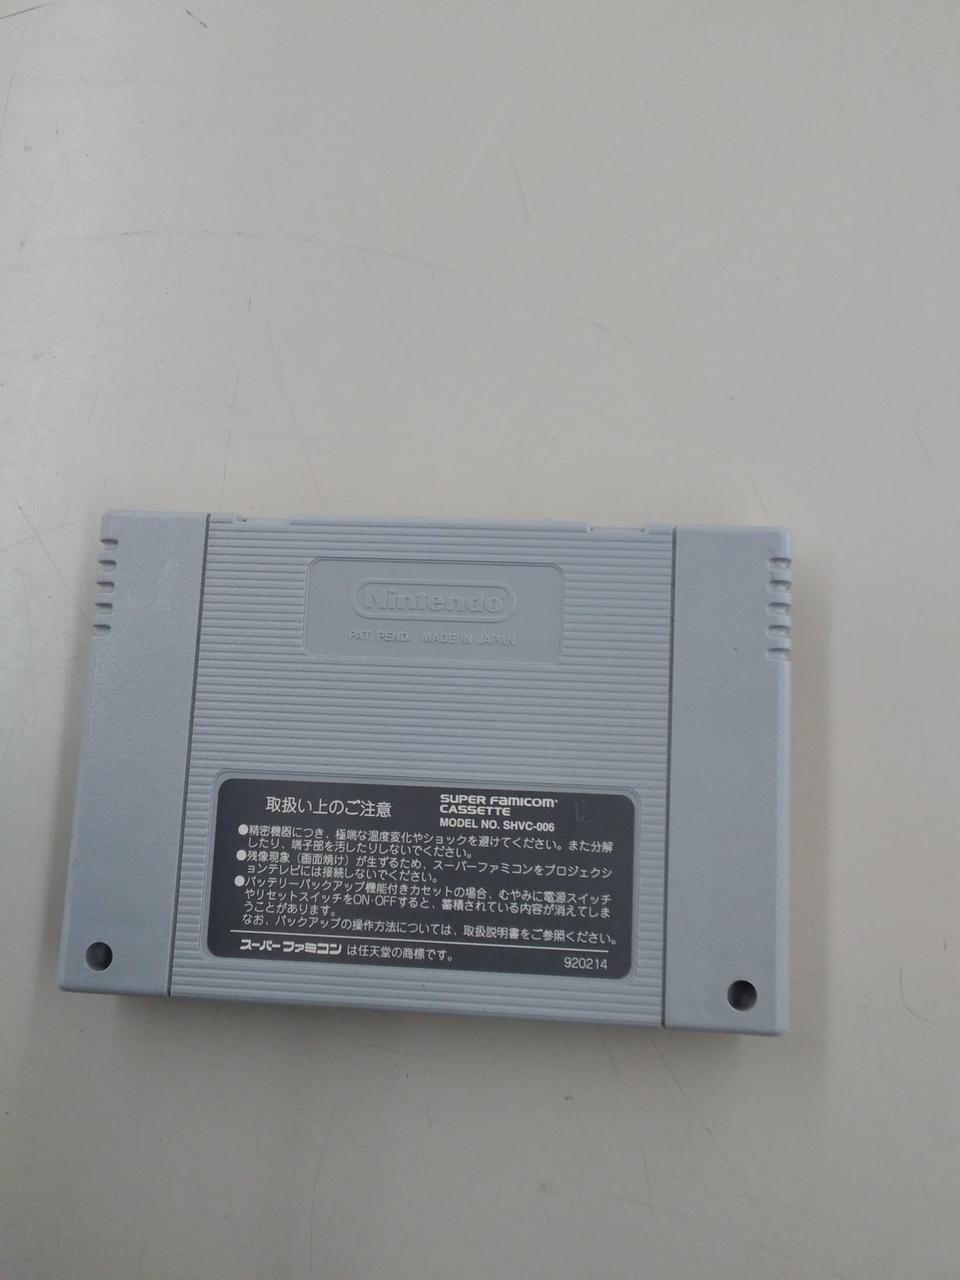 Nintendo
PAT. PEND. MADE IN JAPAN
取扱い上のご注意
SUPER FAMICOM
CASSETTE
MODEL NO. SHVC-006
●精密機器につき、極端な温度変化やショックを避けてください。また分解
したり、端子部を汚したりしないでください。
●残像現象（画面焼け）が生ずるため、スーパーファミコンをプロジェクシ
ョンテレビには接続しないでください。
●バッテリーバックアップ機能付きカセットの場合、むやみに電源スイッチ
やリセットスイッチをON・OFFすると、蓄積されている内容が消えてしま
うことがあります。
なお、バックアップの操作方法については、取扱説明書をご参照ください。
スーパーファミコン は任天堂の商標です。
920214